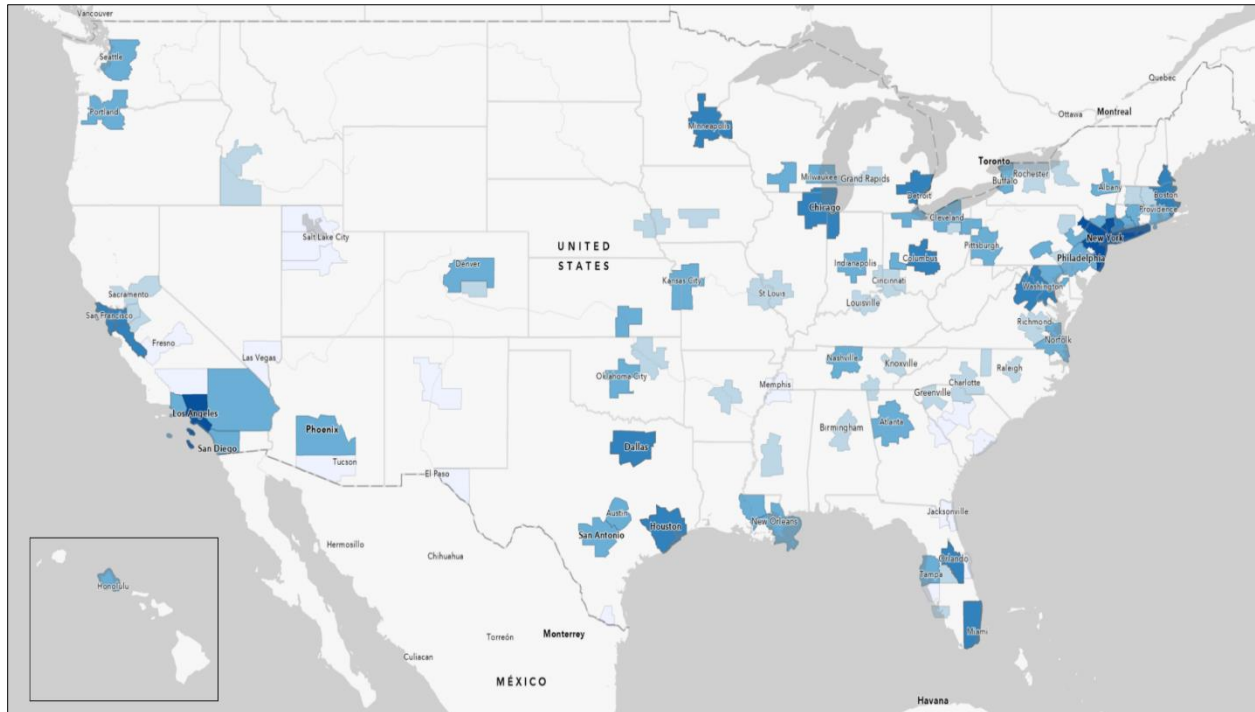 Vancouver
Seattle
Portland
Minneapolis
Quebec
Ottawa
Montreal
Toronto
Milwaukee
Grand Rapids
Detroit
Buffalo
Rochester
Albany
Boston
Providence
Chicago
Cleveland
New York
Salt Lake City
UNITED
STATES
Denver
Kansas City
St Louis
Indianapolis
Columbus
Cincinnati
Pittsburgh
Philadelphia
Washington
Sacramento
San Francisco
Fresno
Las Vegas
Louisville
Richmond
Norfolk
Oklahoma City
Memphis
Nashville
Knoxville
Raleigh
Charlotte
Greenville
Los Angeles
San Diego
Phoenix
Tucson
El Paso
Dallas
Birmingham
Atlanta
Austin
San Antonio
Houston
New Orleans
Jacksonville
Hermosillo
Chihuahua
Orlando
Tampa
Honolulu
Miami
Torreón
Monterrey
Culiacan
MÉXICO
Havana